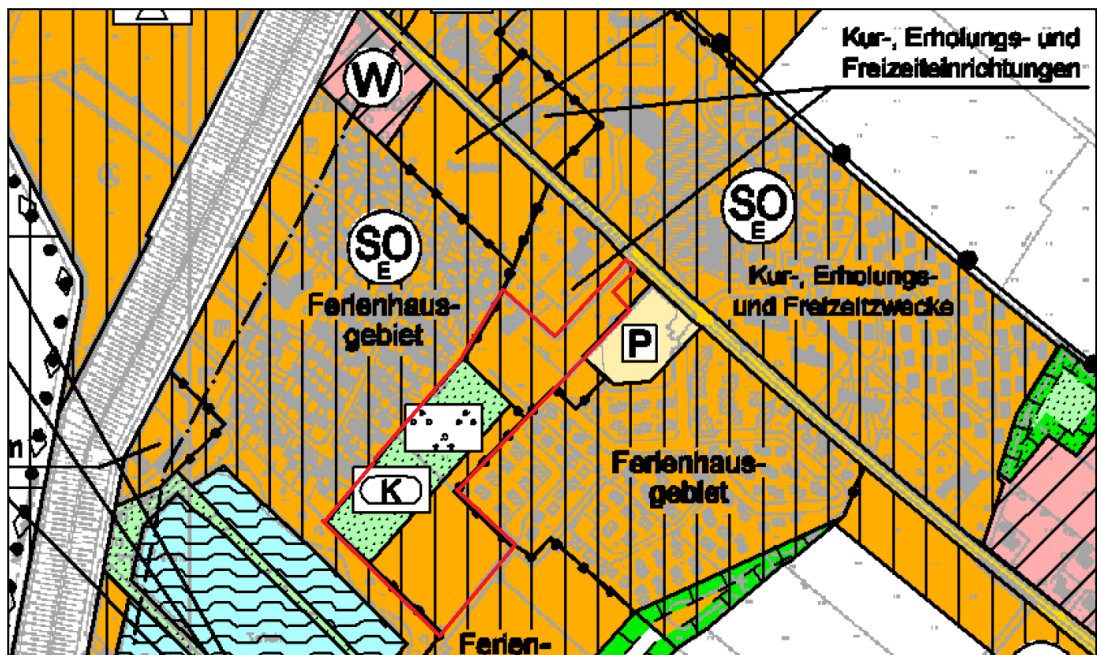 Kur-, Erholungs- und
Freizeiteinrichtungen
W
SO
E
SO
E
Ferienhaus-
gebiet
Kur-, Erholungs-
und Freizeitzwecke
P
K
n
Ferienhaus-
gebiet
Ferien-